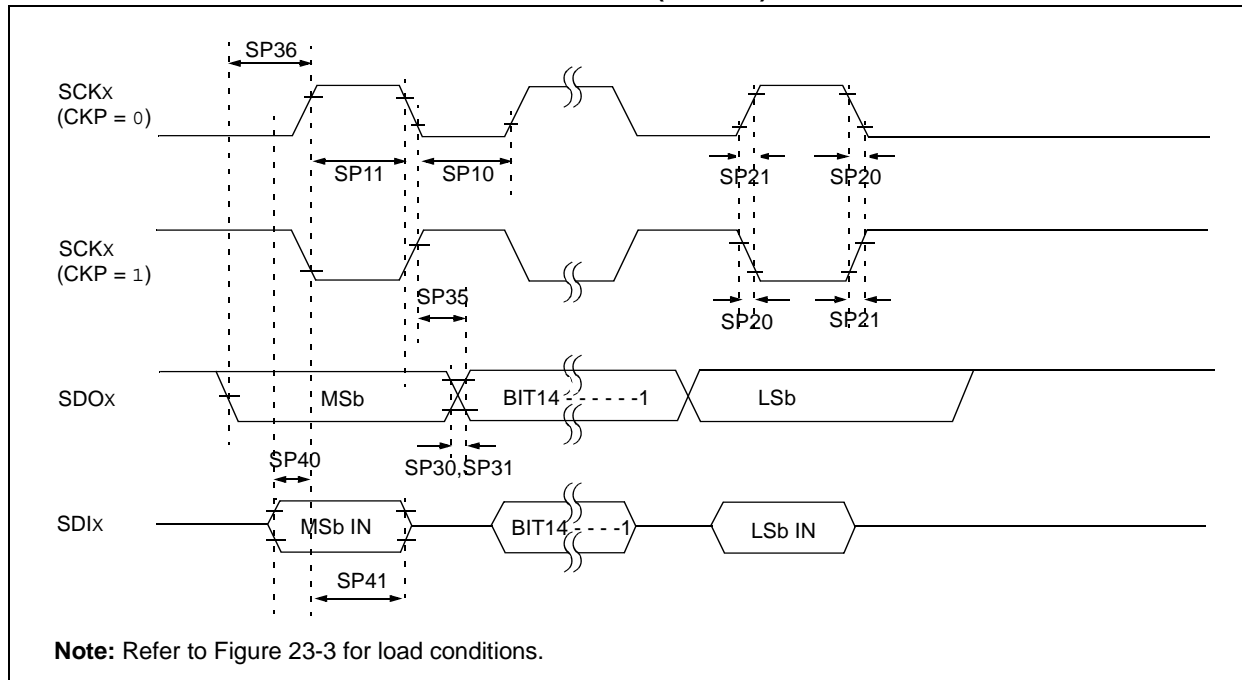 SP36
SCKX
(CKP = 0)
SP11
SP10
SP21
SP20
SCKX
(CKP = 1)
SP35
SP20
SP21
SDOX
MSb
BIT14 - - - - - -1
LSb
SP40
SP30,SP31
SDIX
MSb IN
BIT14 - - - -1
LSb IN
SP41
Note: Refer to Figure 23-3 for load conditions.